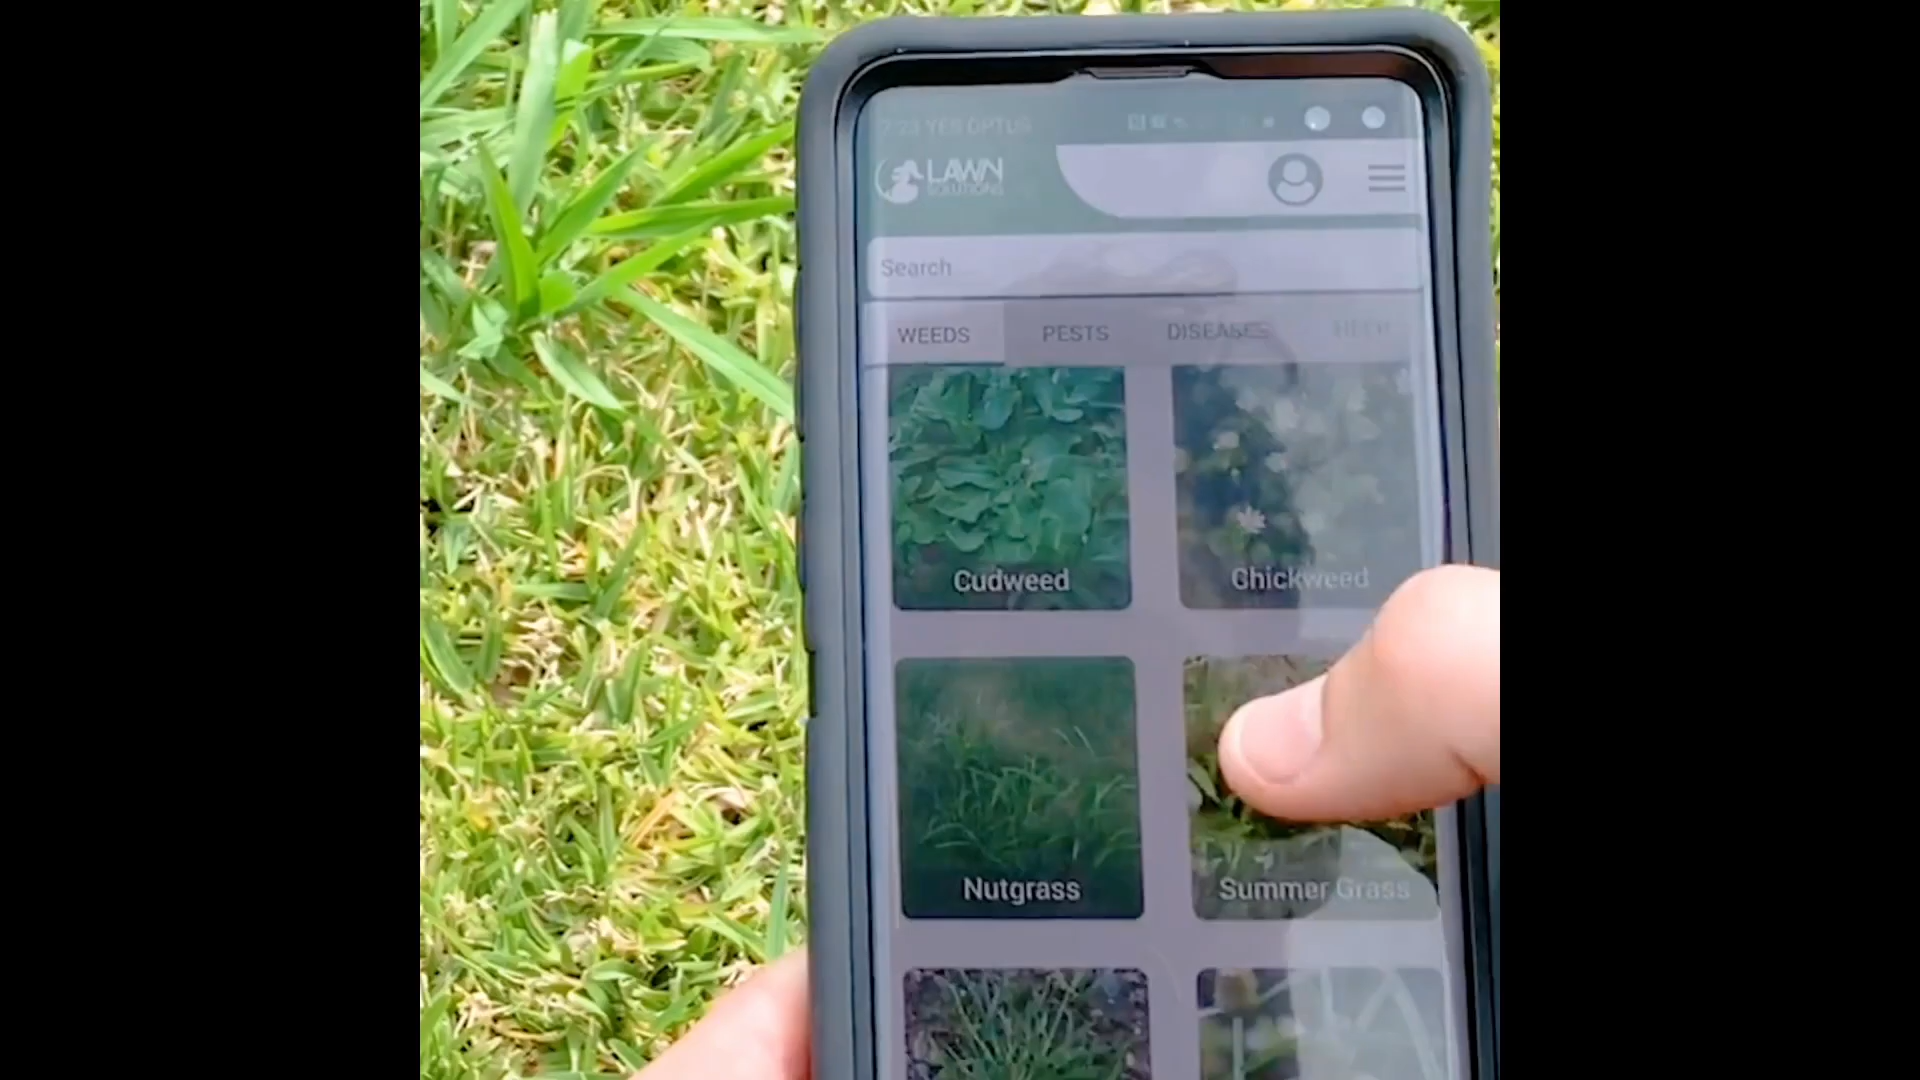 7:23 YES OPTUS
LAWN
SOLUTIONS
Search
WEEDS PESTS DISEASES
Cudweed Chickweed
Nutgrass Summer Grass